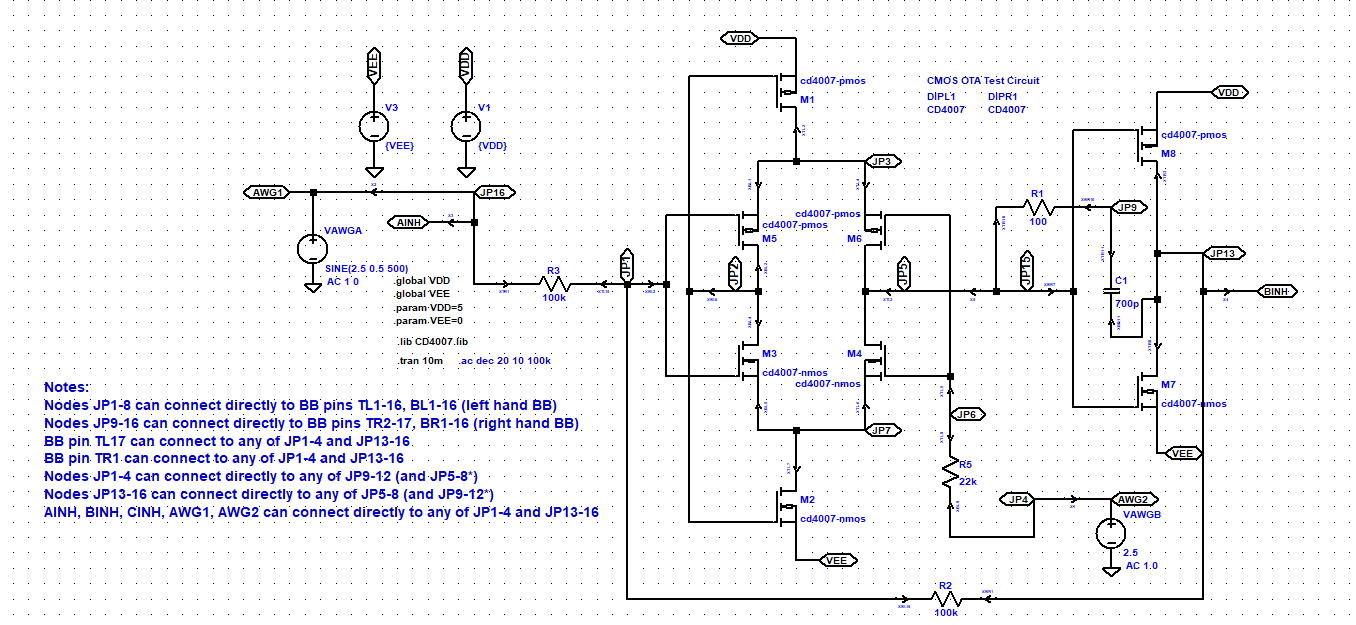 VDD
VEE
VDD
cd4007-pmos
CMOS OTA Test Circuit
M1
DIPL1 DIPR1
VDD
V3
V1
CD4007 CD4007
{VEE}
{VDD}
cd4007-pmos
M8
JP3
AWG1
JP16
R1
100
JP9
AINH
cd4007-pmos
cd4007-pmos
VAWGA
M5
M6
JP13
SINE(2.5 0.5 500)
AC 1 0
R3
100k
JP1
JP2
JP5
JP15
C1
700p
BINH
.global VDD
.global VEE
.param VDD=5
.param VEE=0
.lib CD4007.lib
.tran 10m .ac dec 20 10 100k
M3
M4
cd4007-nmos
cd4007-nmos
M7
cd4007-nmos
JP6
JP7
VEE
R5
22k
Notes:
Nodes JP1-8 can connect directly to BB pins TL1-16, BL1-16 (left hand BB)
Nodes JP9-16 can connect directly to BB pins TR2-17, BR1-16 (right hand BB)
BB pin TL17 can connect to any of JP1-4 and JP13-16
BB pin TR1 can connect to any of JP1-4 and JP13-16
Nodes JP1-4 can connect directly to any of JP9-12 (and JP5-8*)
Nodes JP13-16 can connect directly to any of JP5-8 (and JP9-12*)
AINH, BINH, CINH, AWG1, AWG2 can connect directly to any of JP1-4 and JP13-16
M2
cd4007-nmos
JP4
AWG2
VAWGB
2.5
AC 1.0
VEE
R2
100k